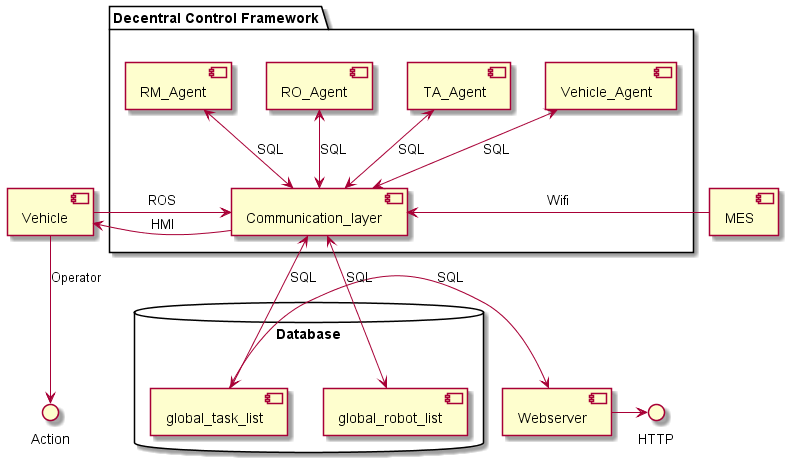 Decentral Control Framework
RM_Agent
RO_Agent
TA_Agent
Vehicle_Agent
SQL
SQL
SQL
SQL
Vehicle
ROS
HMI
Communication_layer
Wifi
MES
Operator
SQL
SQL
SQL
Database
global_task_list
global_robot_list
Webserver
Action
HTTP